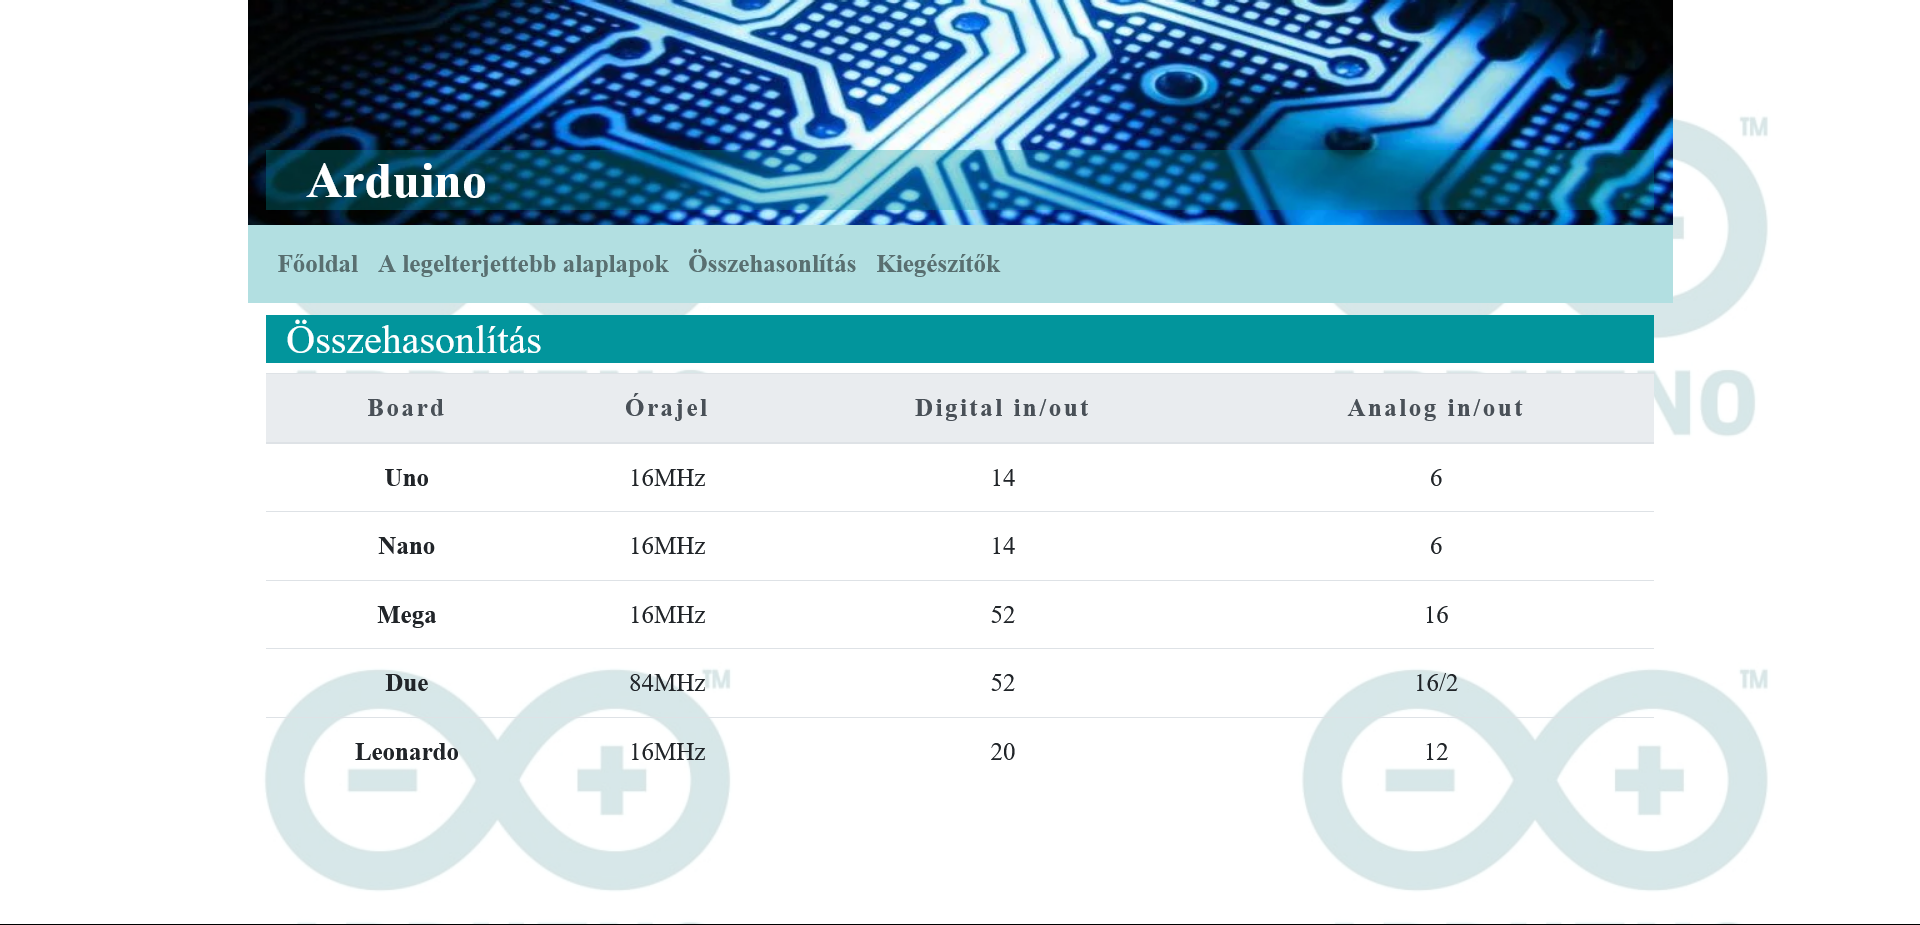 Arduino
Főoldal A legelterjettebb alaplapok Összehasonlítás Kiegészítők
Összehasonlítás
Board Órajel Digital in/out Analog in/out
Uno 16MHz 14 6
Nano 16MHz 14 6
Mega 16MHz 52 16
Due 84MHz 52 16/2
Leonardo 16MHz 20 12
TM
TM
TM